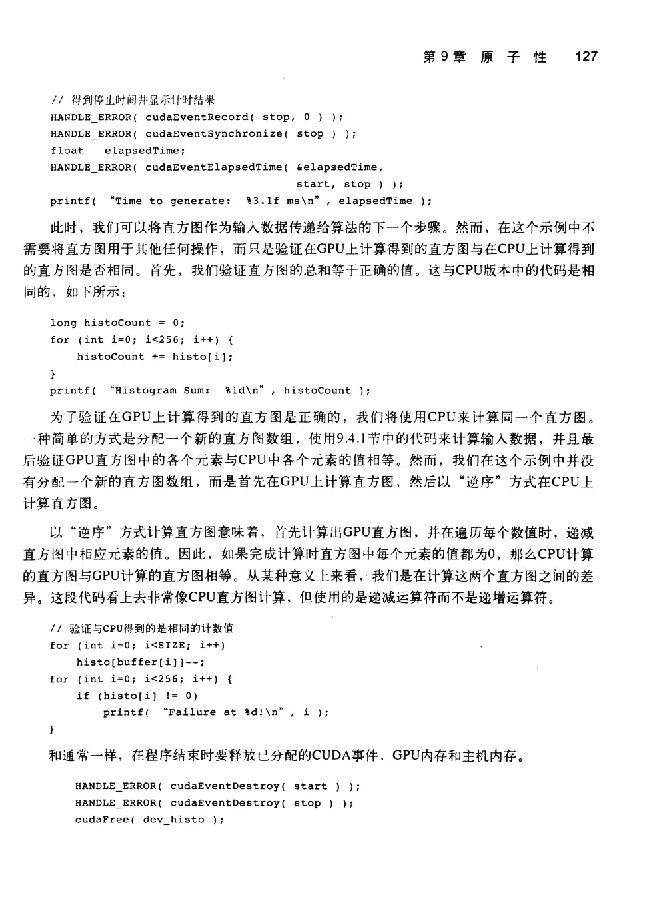 第9章 原 子 性 127
// 得到停止时间并显示计时结果
HANDLE_ERROR( cudaEventRecord( stop, 0 ) );
HANDLE_ERROR( cudaEventSynchronize( stop ) );
float   elapsedTime;
HANDLE_ERROR( cudaEventElapsedTime( &elapsedTime,
start, stop ) );
printf( “Time to generate:  %3.1f ms\n”, elapsedTime );
此时，我们可以将直方图作为输入数据传递给算法的下一个步骤。然而，在这个示例中不
需要将直方图用于其他任何操作，而只是验证在GPU上计算得到的直方图与在CPU上计算得到
的直方图是否相同。首先，我们验证直方图的总和等于正确的值。这与CPU版本中的代码是相
同的，如下所示：
long histoCount = 0;
for (int i=0; i<256; i++) {
histoCount += histo[i];
}
printf( “Histogram Sum:  %ld\n”, histoCount );
为了验证在GPU上计算得到的直方图是正确的，我们将使用CPU来计算同一个直方图。
一种简单的方式是分配一个新的直方图数组，使用9.4.1节中的代码来计算输入数据，并且最
后验证GPU直方图中的各个元素与CPU中各个元素的值相等。然而，我们在这个示例中并没
有分配一个新的直方图数组，而是首先在GPU上计算直方图，然后以“逆序”方式在CPU上
计算直方图。
以“逆序”方式计算直方图意味着，首先计算出GPU直方图，并在遍历每个数值时，递减
直方图中相应元素的值。因此，如果完成计算时直方图中每个元素的值都为0，那么CPU计算
的直方图与GPU计算的直方图相等。从某种意义上来看，我们是在计算这两个直方图之间的差
异。这段代码看上去非常像CPU直方图计算，但使用的是递减运算符而不是递增运算符。
// 验证与CPU得到的是相同的计数值
for (int i=0; i<SIZE; i++)
histo[buffer[i]]--;
for (int i=0; i<256; i++) {
if (histo[i] != 0)
printf( “Failure at %d!\n”, i );
}
和通常一样，在程序结束时要释放已分配的CUDA事件、GPU内存和主机内存。
HANDLE_ERROR( cudaEventDestroy( start ) );
HANDLE_ERROR( cudaEventDestroy( stop ) );
cudaFree( dev_histo );